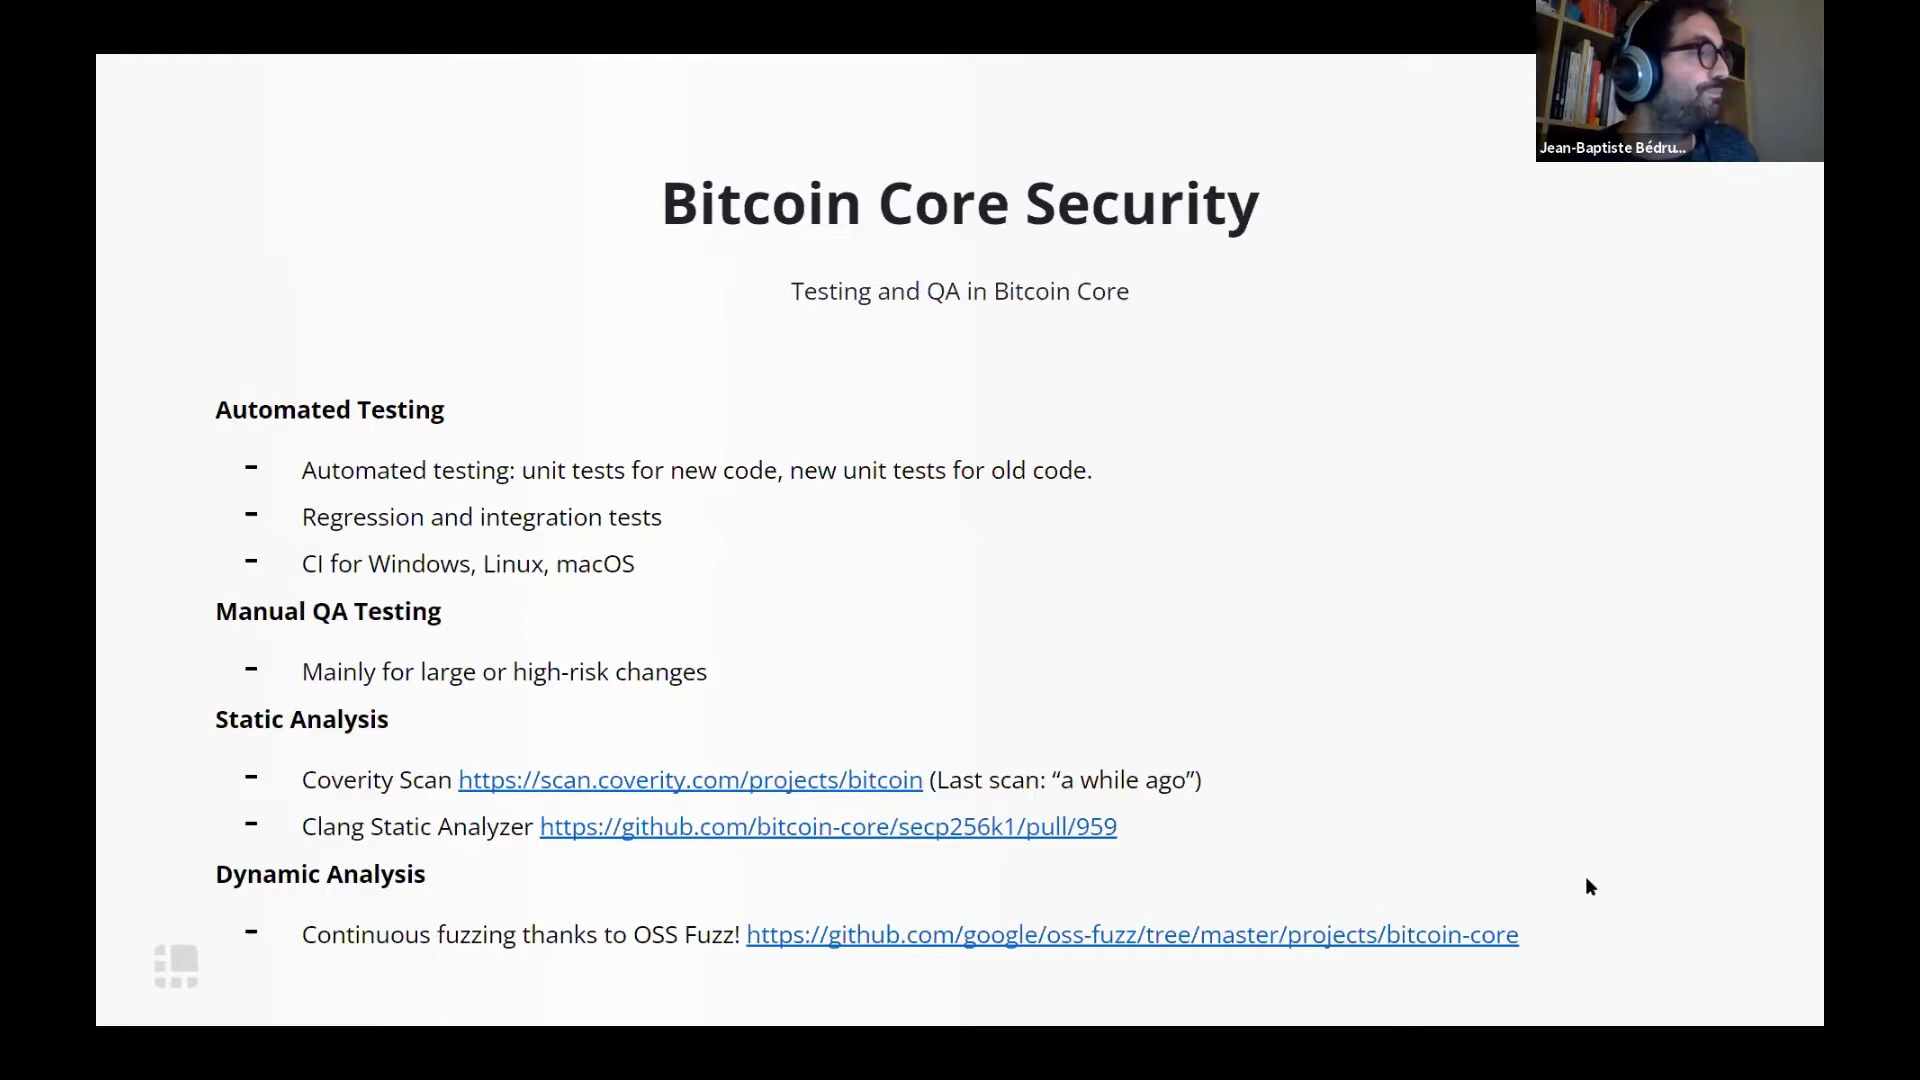 Jean-Baptiste Bédru...
Bitcoin Core Security
Testing and QA in Bitcoin Core
Automated Testing
- Automated testing: unit tests for new code, new unit tests for old code.
- Regression and integration tests
- CI for Windows, Linux, macOS
Manual QA Testing
- Mainly for large or high-risk changes
Static Analysis
- Coverity Scan https://scan.coverity.com/projects/bitcoin (Last scan: “a while ago”)
- Clang Static Analyzer https://github.com/bitcoin-core/secp256k1/pull/959
Dynamic Analysis
- Continuous fuzzing thanks to OSS Fuzz! https://github.com/google/oss-fuzz/tree/master/projects/bitcoin-core